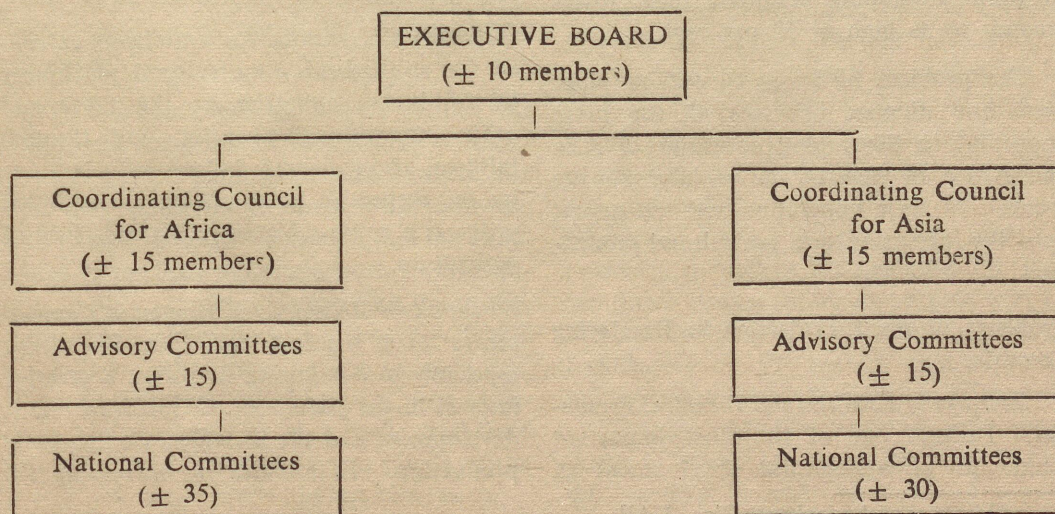 EXECUTIVE BOARD
(± 10 members)
Coordinating Council
for Africa
(± 15 members)
Coordinating Council
for Asia
(± 15 members)
Advisory Committees
(± 15)
Advisory Committees
(± 15)
National Committees
(± 35)
National Committees
(± 30)